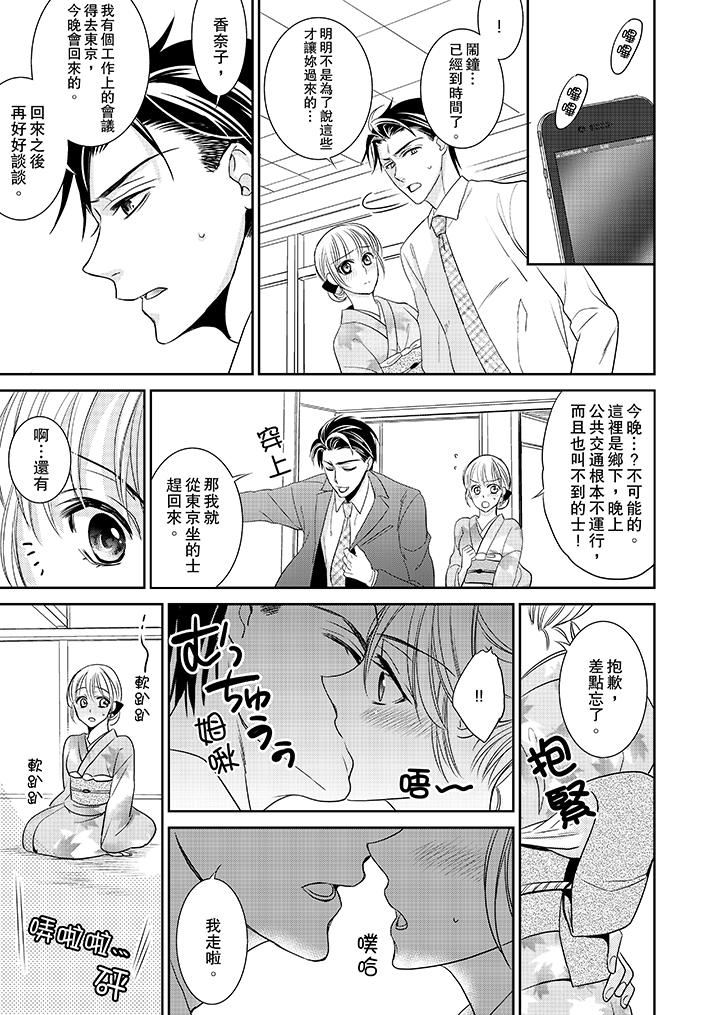 嗶嗶
嗶嗶
!
鬧鐘…
已經到時間了。
明明不是為了說這些
才讓妳過來的…
香奈子，
我有個工作上的會議
得去東京，
今晚會回來的。
回來之後
再好好談談。
今晚…?不可能的。
這裡是鄉下，晚上
公共交通根本不運行，
而且也叫不到的士！
穿上
那我就
從東京坐的士
趕回來。
啊…還有
抱歉，
差點忘了。
抱緊
!!
唔~
むっちゅうぅ
噗哈
我走啦。
軟趴趴
軟趴趴
砰